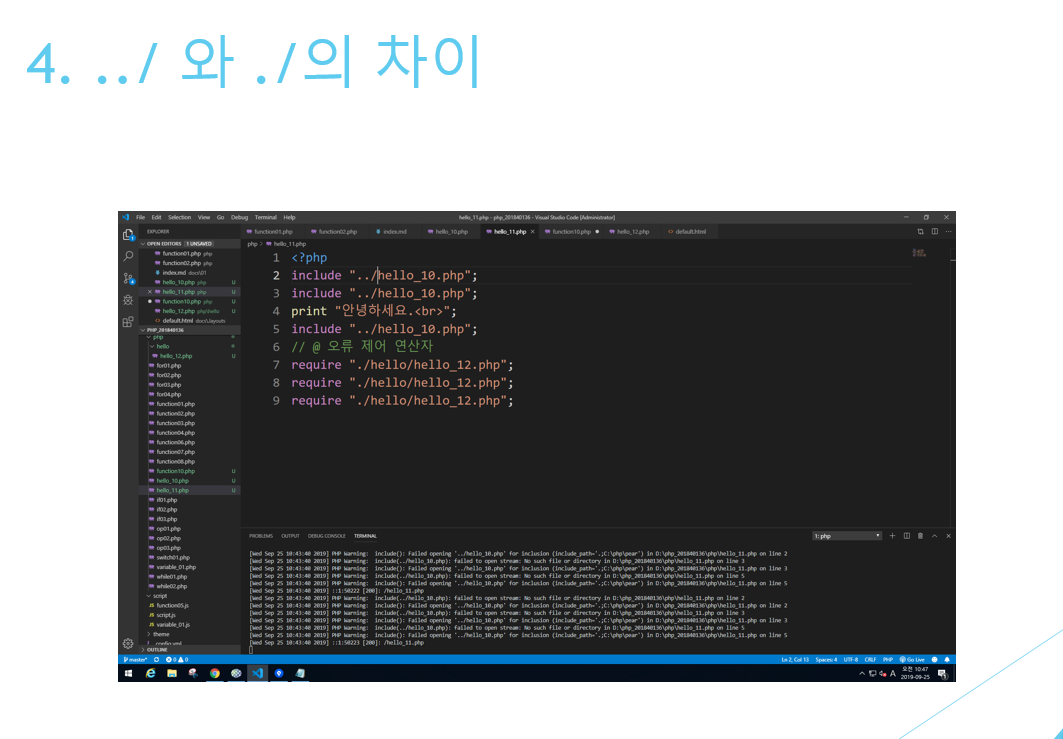 4. ../ 와 ./의 차이
File Edit Selection View Go Debug Terminal Help
hello_11.php - php_201840136 - Visual Studio Code [Administrator]
EXPLORER
OPEN EDITORS 1 UNSAVED
function01.php php
function02.php php
index.md docs\01
hello_10.php php U
hello_11.php php U
function10.php php U
hello_12.php php\hello U
default.html docs\_layouts
PHP_201840136
php
hello
hello_12.php U
for01.php
for02.php
for03.php
for04.php
function01.php
function02.php
function03.php
function04.php
function06.php
function07.php
function08.php
function10.php U
hello_10.php U
hello_11.php U
if01.php
if02.php
if03.php
op01.php
op02.php
op03.php
switch01.php
variable_01.php
while01.php
while02.php
script
function05.js
script.js
variable_01.js
theme
_config.yml
OUTLINE
function01.php function02.php index.md hello_10.php hello_11.php function10.php hello_12.php default.html
php > hello_11.php
1 <?php
2 include "../hello_10.php";
3 include "../hello_10.php";
4 print "안녕하세요.<br>";
5 include "../hello_10.php";
6 // @ 오류 제어 연산자
7 require "./hello/hello_12.php";
8 require "./hello/hello_12.php";
9 require "./hello/hello_12.php";
PROBLEMS OUTPUT DEBUG CONSOLE TERMINAL
1: php
[Wed Sep 25 10:43:40 2019] PHP Warning:  include(): Failed opening '../hello_10.php' for inclusion (include_path='.;C:\php\pear') in D:\php_201840136\php\hello_11.php on line 2
[Wed Sep 25 10:43:40 2019] PHP Warning:  include(../hello_10.php): failed to open stream: No such file or directory in D:\php_201840136\php\hello_11.php on line 3
[Wed Sep 25 10:43:40 2019] PHP Warning:  include(): Failed opening '../hello_10.php' for inclusion (include_path='.;C:\php\pear') in D:\php_201840136\php\hello_11.php on line 3
[Wed Sep 25 10:43:40 2019] PHP Warning:  include(../hello_10.php): failed to open stream: No such file or directory in D:\php_201840136\php\hello_11.php on line 5
[Wed Sep 25 10:43:40 2019] PHP Warning:  include(): Failed opening '../hello_10.php' for inclusion (include_path='.;C:\php\pear') in D:\php_201840136\php\hello_11.php on line 5
[Wed Sep 25 10:43:40 2019] ::1:50222 [200]: /hello_11.php
[Wed Sep 25 10:43:40 2019] PHP Warning:  include(../hello_10.php): failed to open stream: No such file or directory in D:\php_201840136\php\hello_11.php on line 2
[Wed Sep 25 10:43:40 2019] PHP Warning:  include(): Failed opening '../hello_10.php' for inclusion (include_path='.;C:\php\pear') in D:\php_201840136\php\hello_11.php on line 2
[Wed Sep 25 10:43:40 2019] PHP Warning:  include(../hello_10.php): failed to open stream: No such file or directory in D:\php_201840136\php\hello_11.php on line 3
[Wed Sep 25 10:43:40 2019] PHP Warning:  include(): Failed opening '../hello_10.php' for inclusion (include_path='.;C:\php\pear') in D:\php_201840136\php\hello_11.php on line 3
[Wed Sep 25 10:43:40 2019] PHP Warning:  include(../hello_10.php): failed to open stream: No such file or directory in D:\php_201840136\php\hello_11.php on line 5
[Wed Sep 25 10:43:40 2019] PHP Warning:  include(): Failed opening '../hello_10.php' for inclusion (include_path='.;C:\php\pear') in D:\php_201840136\php\hello_11.php on line 5
[Wed Sep 25 10:43:40 2019] ::1:50223 [200]: /hello_11.php
master* 0 0
Ln 2, Col 13 Spaces: 4 UTF-8 CRLF PHP Go Live
A 오전 10:47
2019-09-25